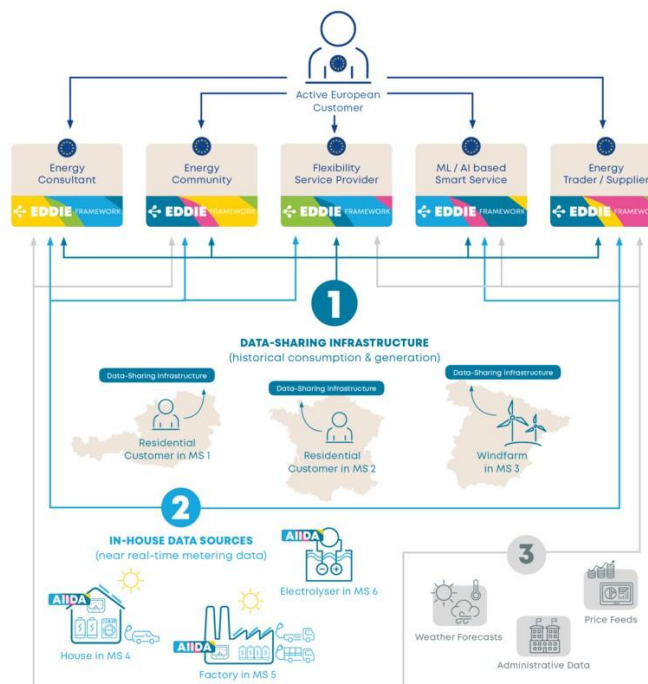 Active European
Customer
Energy
Consultant
EDDIE FRAMEWORK
Energy
Community
EDDIE FRAMEWORK
Flexibility
Service Provider
EDDIE FRAMEWORK
ML / AI based
Smart Service
EDDIE FRAMEWORK
Energy
Trader / Supplier
EDDIE FRAMEWORK
1
DATA-SHARING INFRASTRUCTURE
(historical consumption & generation)
Data-Sharing Infrastructure
Residential
Customer in MS 1
Data-Sharing Infrastructure
Residential
Customer in MS 2
Data-Sharing Infrastructure
Windfarm
in MS 3
2
IN-HOUSE DATA SOURCES
(near real-time metering data)
AIIDA
Electrolyser in MS 6
AIIDA
House in MS 4
AIIDA
Factory in MS 5
3
Weather Forecasts
Price Feeds
Administrative Data